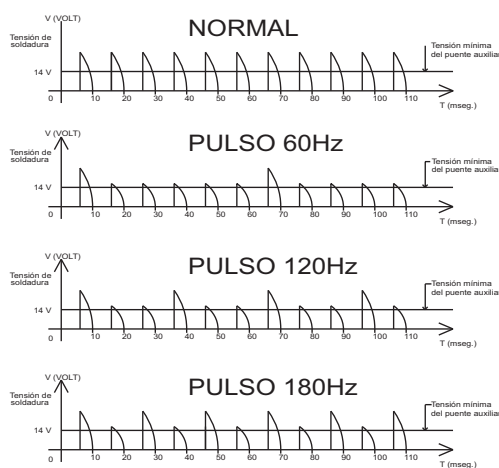 NORMAL
V (VOLT)
Tensión de
soldadura
14 V
0
10 20 30 40 50 60 70 80 90 100 110
T (mseg.)
Tensión mínima
del puente auxiliar
PULSO 60Hz
V (VOLT)
Tensión de
soldadura
14 V
0
10 20 30 40 50 60 70 80 90 100 110
T (mseg.)
Tensión mínima
del puente auxiliar
PULSO 120Hz
V (VOLT)
Tensión de
soldadura
14 V
0
10 20 30 40 50 60 70 80 90 100 110
T (mseg.)
Tensión mínima
del puente auxiliar
PULSO 180Hz
V (VOLT)
Tensión de
soldadura
14 V
0
10 20 30 40 50 60 70 80 90 100 110
T (mseg.)
Tensión mínima
del puente auxiliar